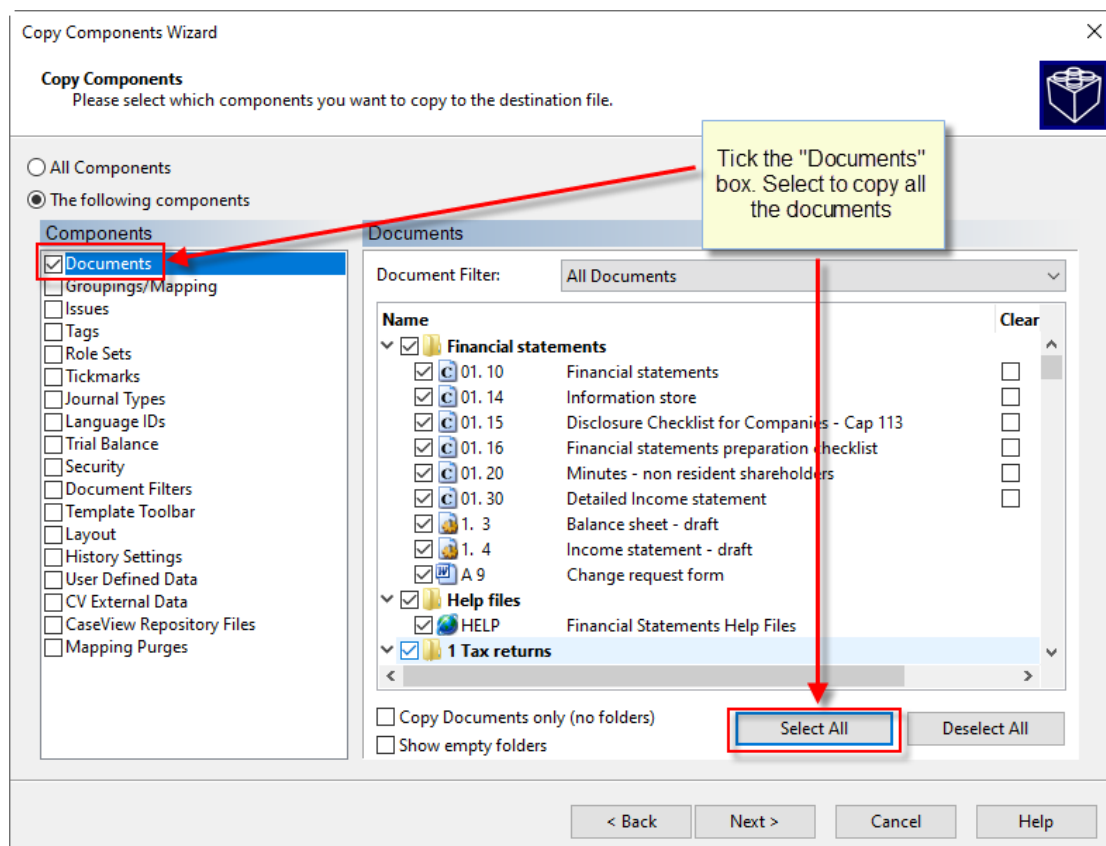 Copy Components Wizard
Copy Components
Please select which components you want to copy to the destination file.
Tick the "Documents"
box. Select to copy all
the documents
All Components
The following components
Components
Documents
Groupings/Mapping
Issues
Tags
Role Sets
Tickmarks
Journal Types
Language IDs
Trial Balance
Security
Document Filters
Template Toolbar
Layout
History Settings
User Defined Data
CV External Data
CaseView Repository Files
Mapping Purges
Documents
Document Filter: All Documents
Name Clear
Financial statements
01. 10 Financial statements
01. 14 Information store
01. 15 Disclosure Checklist for Companies - Cap 113
01. 16 Financial statements preparation checklist
01. 20 Minutes - non resident shareholders
01. 30 Detailed Income statement
1. 3 Balance sheet - draft
1. 4 Income statement - draft
A 9 Change request form
Help files
HELP Financial Statements Help Files
1 Tax returns
Copy Documents only (no folders)
Show empty folders
Select All Deselect All
< Back Next > Cancel Help